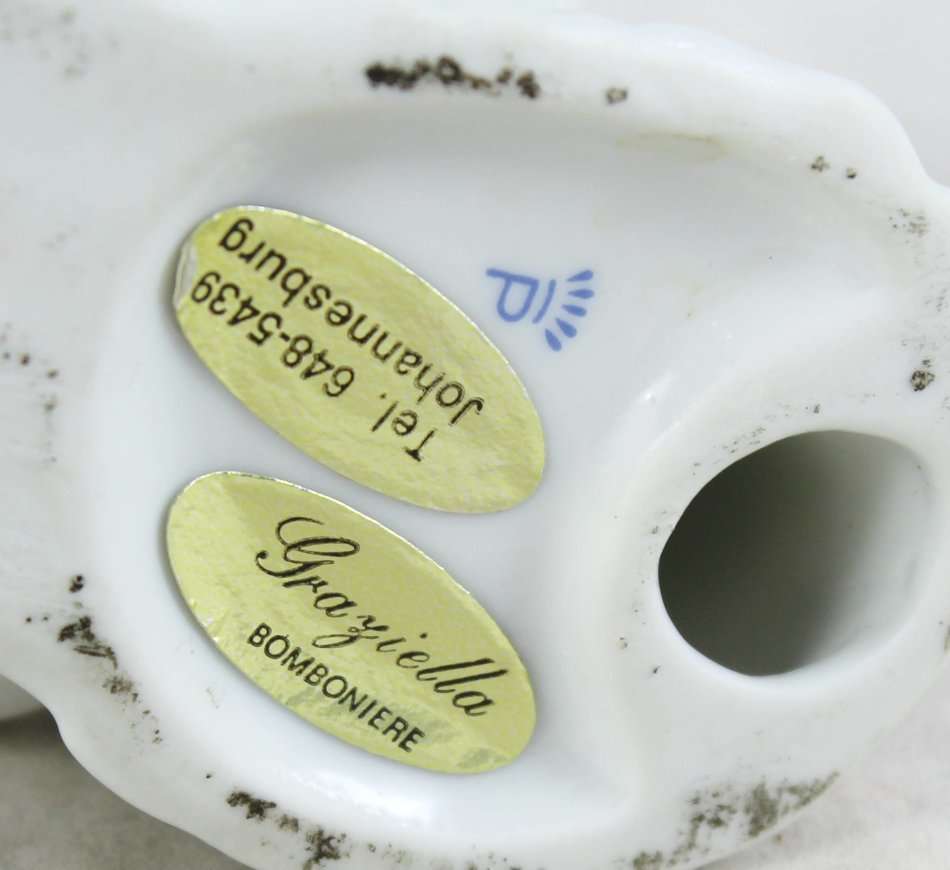 Tel. 648-5439
Johannesburg
P
Graziella
BOMBONIERE